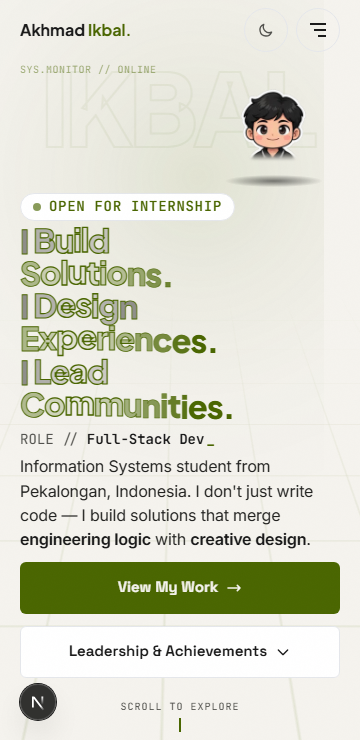 Akhmad Ikbal.
SYS.MONITOR // ONLINE
IKBAL
OPEN FOR INTERNSHIP
I Build
Solutions.
I Design
Experiences.
I Lead
Communities.
ROLE // Full-Stack Dev_
Information Systems student from
Pekalongan, Indonesia. I don't just write
code — I build solutions that merge
engineering logic with creative design.
View My Work →
Leadership & Achievements
N
SCROLL TO EXPLORE